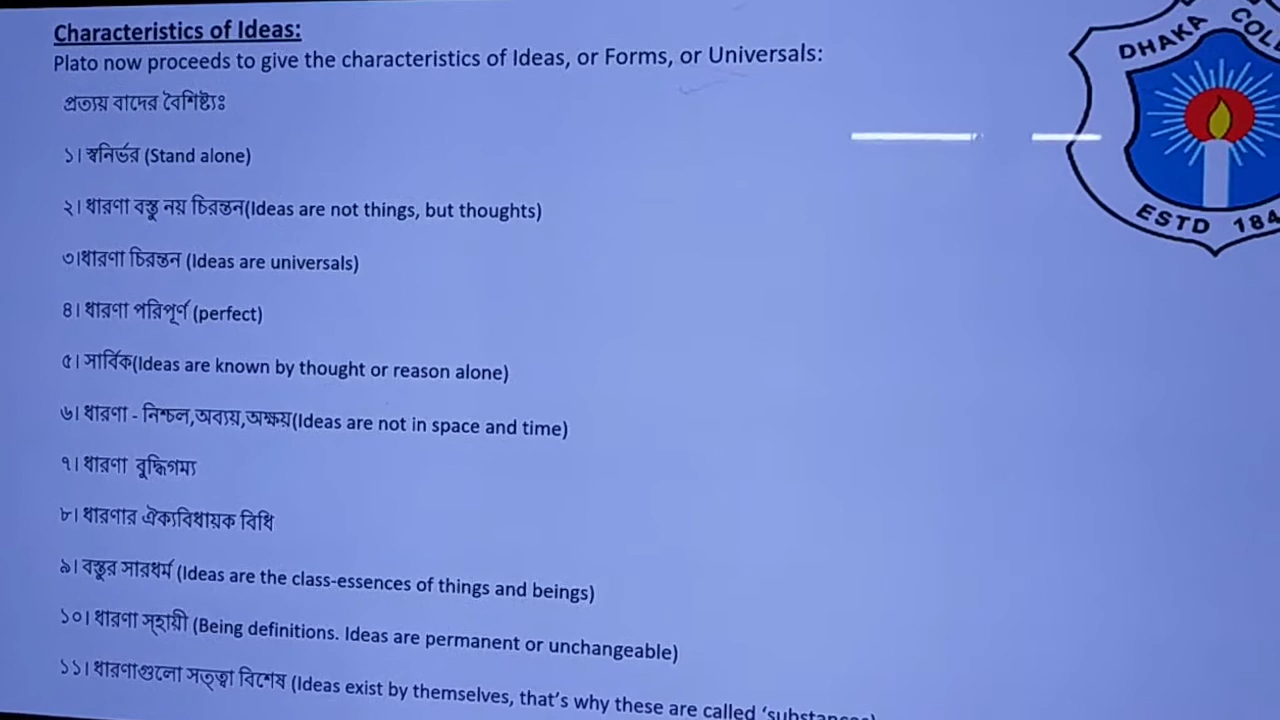 Characteristics of Ideas:
Plato now proceeds to give the characteristics of Ideas, or Forms, or Universals:
প্রত্যয় বাদের বৈশিষ্ট্যঃ
১। স্বনির্ভর (Stand alone)
২। ধারণা বস্তু নয় চিরন্তন(Ideas are not things, but thoughts)
৩।ধারণা চিরন্তন (Ideas are universals)
৪। ধারণা পরিপূর্ণ (perfect)
৫। সার্বিক(Ideas are known by thought or reason alone)
৬। ধারণা - নিশ্চল,অব্যয়,অক্ষয়(Ideas are not in space and time)
৭। ধারণা বুদ্ধিগম্য
৮। ধারণার ঐক্যবিধায়ক বিধি
৯। বস্তুর সারধর্ম (Ideas are the class-essences of things and beings)
১০। ধারণা স্হায়ী (Being definitions. Ideas are permanent or unchangeable)
১১। ধারণাগুলো সত্ত্বা বিশেষ (Ideas exist by themselves, that's why these are called 'substances)
DHAKA
ESTD 184